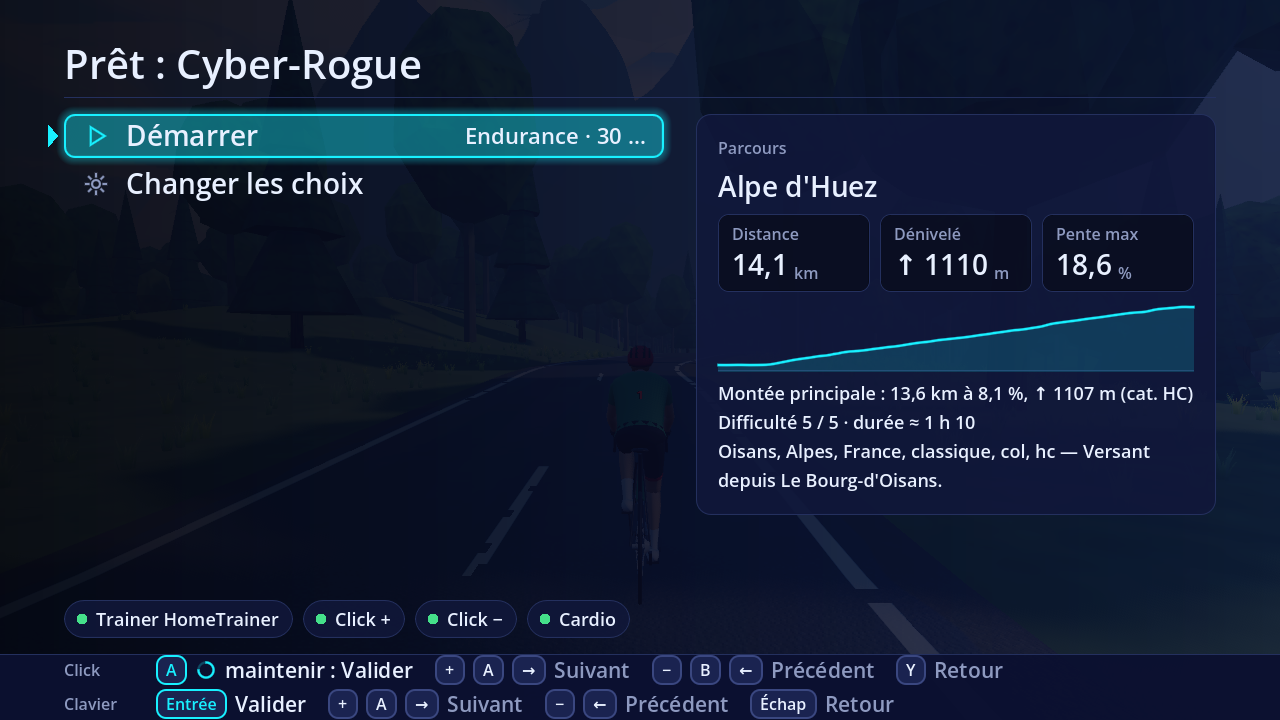 Prêt : Cyber-Rogue
Démarrer Endurance · 30 ...
Changer les choix
Parcours
Alpe d'Huez
Distance Dénivelé Pente max
14,1 km ↑ 1110 m 18,6 %
Montée principale : 13,6 km à 8,1 %, ↑ 1107 m (cat. HC)
Difficulté 5 / 5 · durée ≈ 1 h 10
Oisans, Alpes, France, classique, col, hc — Versant
depuis Le Bourg-d'Oisans.
Trainer HomeTrainer Click + Click − Cardio
Click A maintenir : Valider + A → Suivant − B ← Précédent Y Retour
Clavier Entrée Valider + A → Suivant − ← Précédent Échap Retour